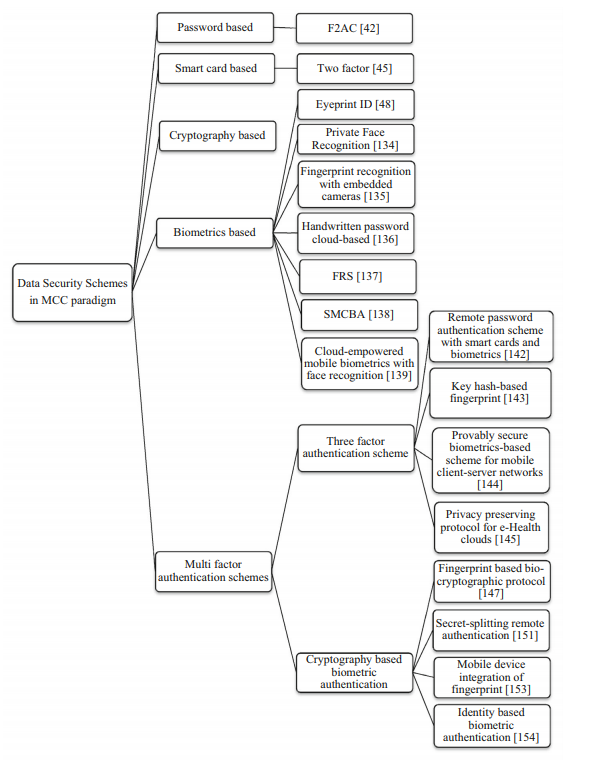 Password based
F2AC [42]
Smart card based
Two factor [45]
Cryptography based
Biometrics based
Eyeprint ID [48]
Private Face
Recognition [134]
Fingerprint recognition
with embedded
cameras [135]
Handwritten password
cloud-based [136]
FRS [137]
SMCBA [138]
Cloud-empowered
mobile biometrics with
face recognition [139]
Data Security Schemes
in MCC paradigm
Multi factor
authentication schemes
Three factor
authentication scheme
Remote password
authentication scheme
with smart cards and
biometrics [142]
Key hash-based
fingerprint [143]
Provably secure
biometrics-based
scheme for mobile
client-server networks
[144]
Privacy preserving
protocol for e-Health
clouds [145]
Cryptography based
biometric
authentication
Fingerprint based bio-
cryptographic protocol
[147]
Secret-splitting remote
authentication [151]
Mobile device
integration of
fingerprint [153]
Identity based
biometric
authentication [154]